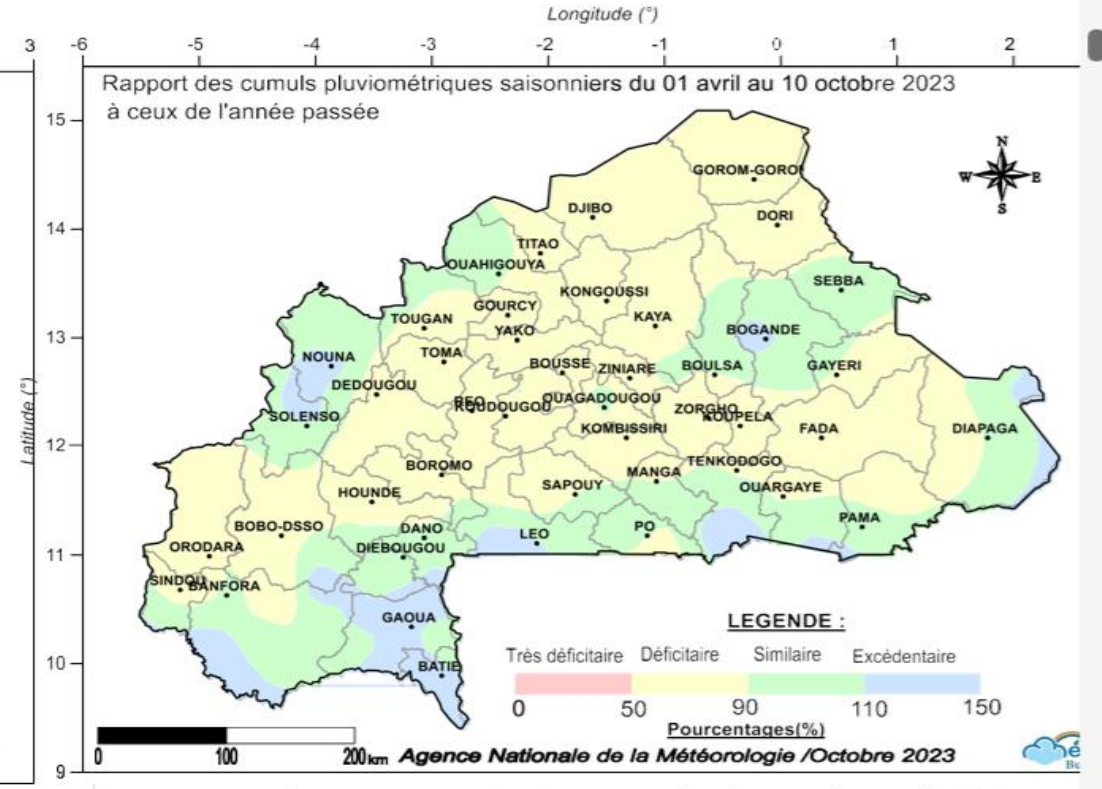 Longitude (°)
3 -6 -5 -4 -3 -2 -1 0 1 2
Rapport des cumuls pluviométriques saisonniers du 01 avril au 10 octobre 2023
à ceux de l'année passée
15
N
W E
S
GOROM-GORO
DJIBO
DORI
14
TITAO
OUAHIGOUYA
SEBBA
KONGOUSSI
GOURCY
KAYA
TOUGAN
BOGANDE
13
YAKO
NOUNA
TOMA
BOUSSE
ZINIARE
BOULSA
GAYERI
DEDOUGOU
REO
KOUDOUGOU
OUAGADOUGOU
ZORGHO
KOUPELA
SOLENSO
KOMBISSIRI
FADA
DIAPAGA
Latitude (°)
12
BOROMO
MANGA
TENKODOGO
HOUNDE
SAPOUY
OUARGAYE
BOBO-DSSO
DANO
LEO
PO
PAMA
ORODARA
DIEBOUGOU
11
SINDOU
BANFORA
GAOUA
LEGENDE :
10
BATIE
Très déficitaire Déficitaire Similaire Excédentaire
0 50 90 110 150
Pourcentages(%)
0 100 200 km
Agence Nationale de la Météorologie /Octobre 2023
9